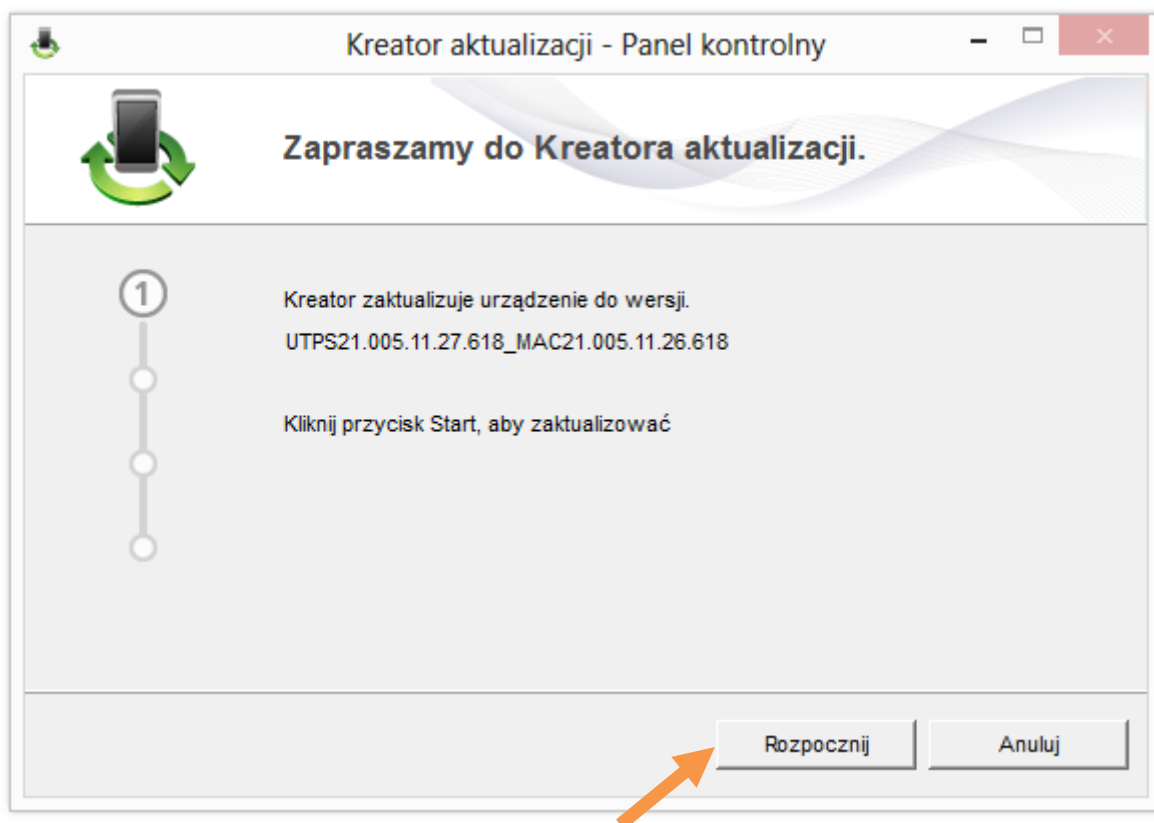 Kreator aktualizacji - Panel kontrolny
Zapraszamy do Kreatora aktualizacji.
1
Kreator zaktualizuje urządzenie do wersji.
UTPS21.005.11.27.618_MAC21.005.11.26.618
Kliknij przycisk Start, aby zaktualizować
Rozpocznij
Anuluj